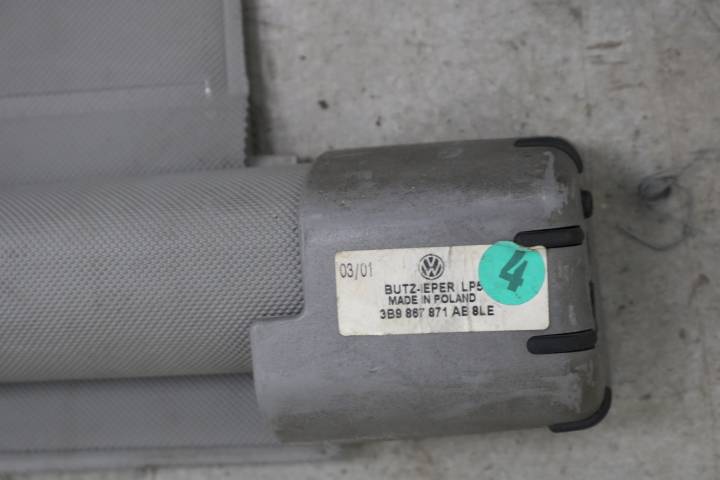 03/01
BUTZ-IEPER LP5
MADE IN POLAND
3B9 867 871 AB 8LE
4